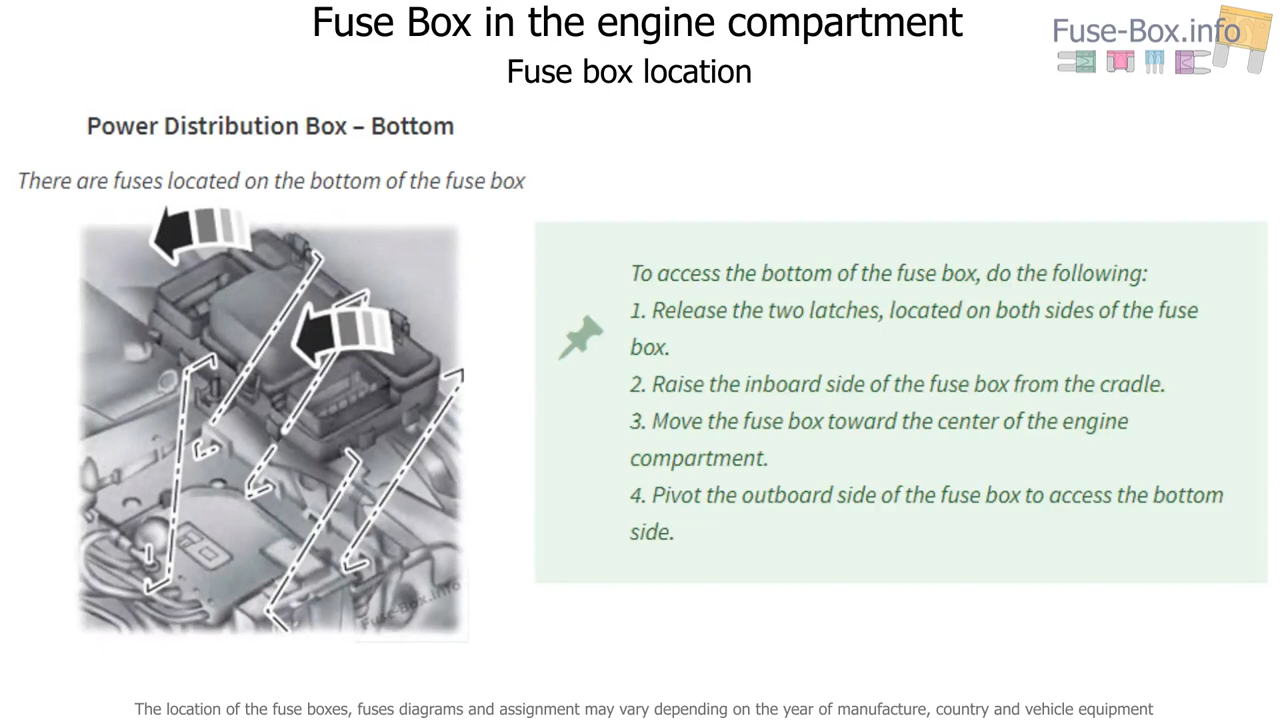 Fuse Box in the engine compartment
Fuse box location
Fuse-Box.info
Power Distribution Box – Bottom
There are fuses located on the bottom of the fuse box
To access the bottom of the fuse box, do the following:
1. Release the two latches, located on both sides of the fuse
box.
2. Raise the inboard side of the fuse box from the cradle.
3. Move the fuse box toward the center of the engine
compartment.
4. Pivot the outboard side of the fuse box to access the bottom
side.
Fuse-Box.info
The location of the fuse boxes, fuses diagrams and assignment may vary depending on the year of manufacture, country and vehicle equipment